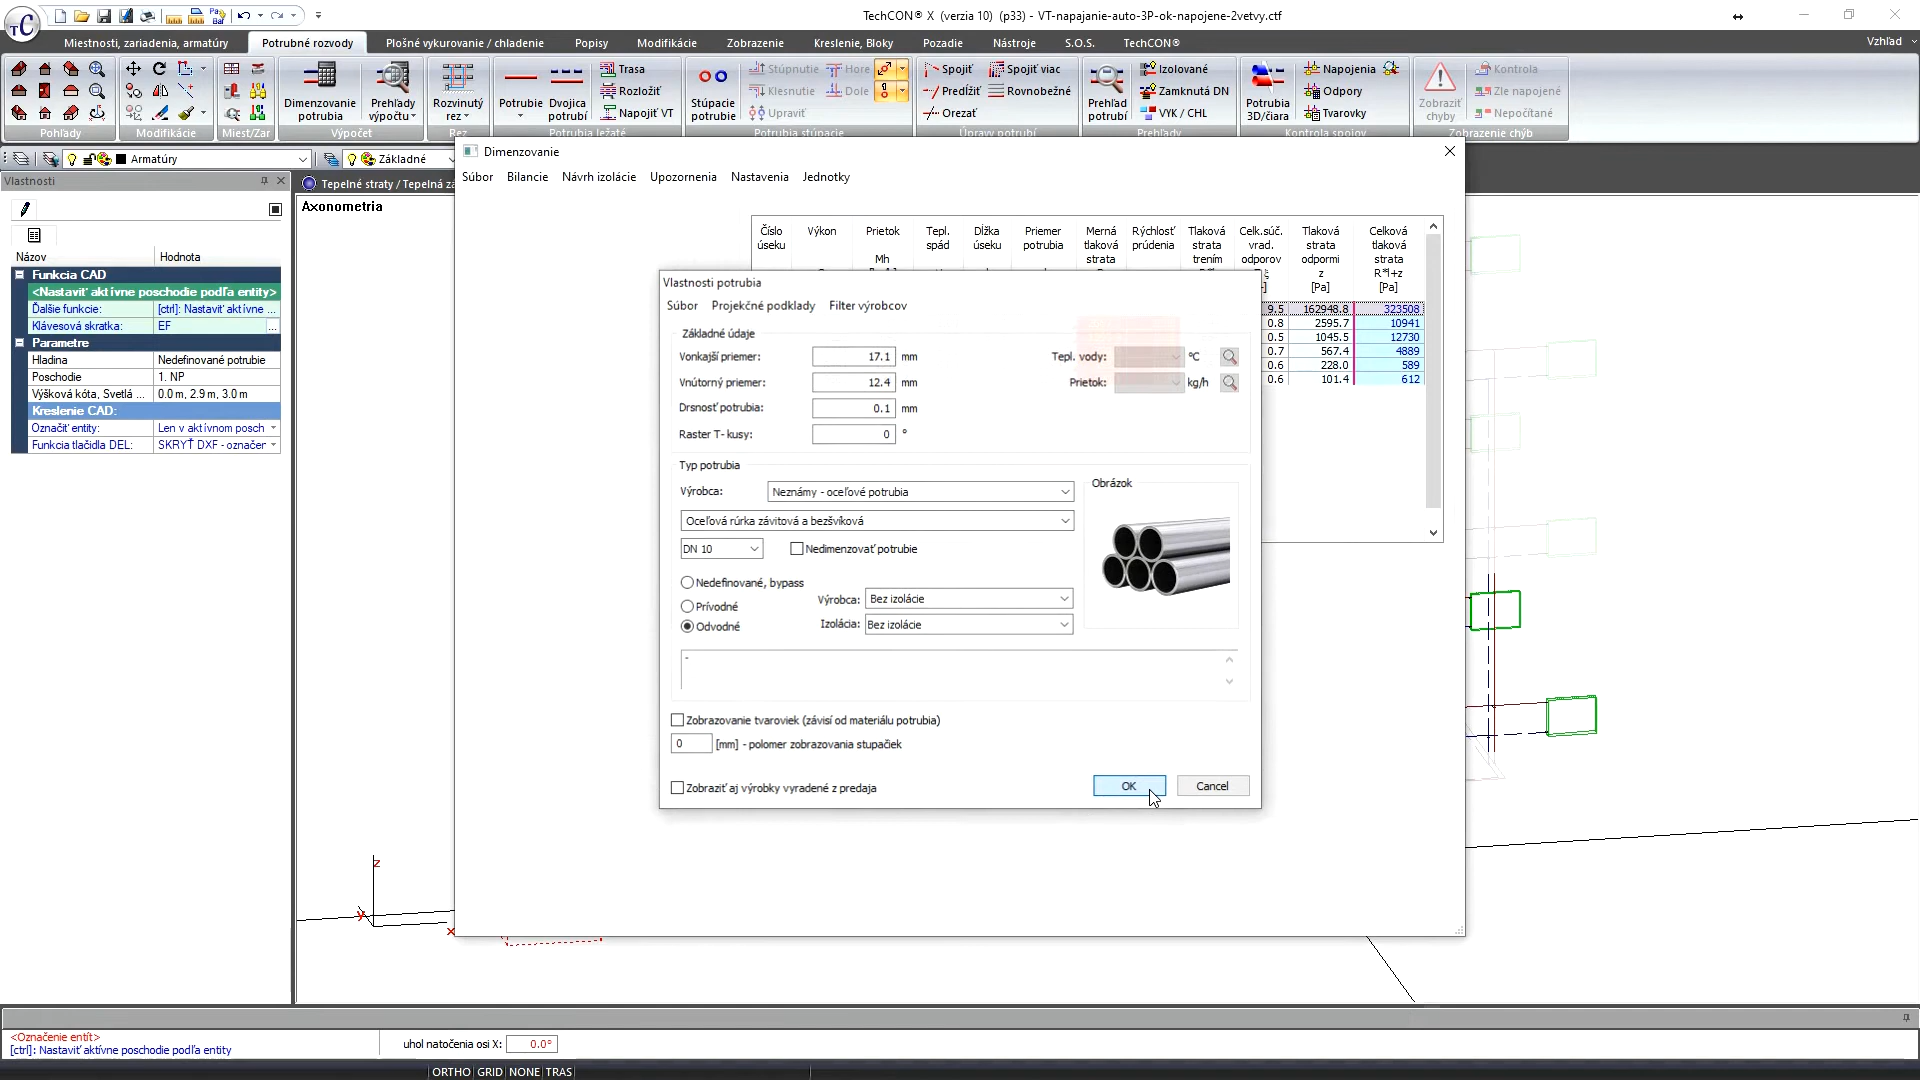 TechCON® X (verzia 10) (p33) - VT-napajanie-auto-3P-ok-napojene-2vetvy.ctf
Miestnosti, zariadenia, armatúry
Potrubné rozvody
Plošné vykurovanie / chladenie
Popisy
Modifikácie
Zobrazenie
Kreslenie, Bloky
Pozadie
Nástroje
S.O.S.
TechCON®
Vzhľad
Pohľady
Modifikácie
Miest/Zar
Dimenzovanie potrubia
Prehľady výpočtu
Výpočet
Rozvinutý rez
Rez
Potrubie
Dvojica potrubí
Trasa
Rozložiť
Napojiť VT
Potrubia ležaté
Stúpacie potrubie
Stúpnutie
Hore
Klesnutie
Dole
Upraviť
Potrubia stúpacie
Spojiť
Spojiť viac
Predĺžiť
Rovnobežné
Orezať
Úpravy potrubí
Prehľad potrubí
Izolované
Zamknutá DN
VYK / CHL
Prehľady
Potrubia 3D/čiara
Napojenia
Odpory
Tvarovky
Kontrola spojov
Zobraziť chyby
Kontrola
Zle napojené
Nepočítané
Zobrazenie chýb
Armatúry
Základné
Vlastnosti
Názov Hodnota
Funkcia CAD
<Nastaviť aktívne poschodie podľa entity>
Ďalšie funkcie: [ctrl]: Nastaviť aktívne ...
Klávesová skratka: EF ...
Parametre
Hladina Nedefinované potrubie
Poschodie 1. NP
Výšková kóta, Svetlá ... 0.0 m, 2.9 m, 3.0 m
Kreslenie CAD:
Označiť entity: Len v aktívnom posch
Funkcia tlačidla DEL: SKRYŤ DXF - označer
Tepelné straty / Tepelná zá
Axonometria
Dimenzovanie
Súbor Bilancie Návrh izolácie Upozornenia Nastavenia Jednotky
Číslo úseku
Výkon
Prietok
Mh
Tepl. spád
Dĺžka úseku
Priemer potrubia
Merná tlaková strata
Rýchlosť prúdenia
Tlaková strata trením
Celk.súč. vrad. odporov
Tlaková strata odpormi z [Pa]
Celková tlaková strata R*l+z [Pa]
9.5 162948.8 323508
0.8 2595.7 10941
0.5 1045.5 12730
0.7 567.4 4889
0.6 228.0 589
0.6 101.4 612
Vlastnosti potrubia
Súbor Projekčné podklady Filter výrobcov
Základné údaje
Vonkajší priemer: 17.1 mm
Tepl. vody: °C
Vnútorný priemer: 12.4 mm
Prietok: kg/h
Drsnosť potrubia: 0.1 mm
Raster T- kusy: 0 °
Typ potrubia
Výrobca: Neznámy - oceľové potrubia
Obrázok
Oceľová rúrka závitová a bezšvíková
DN 10
Nedimenzovať potrubie
Nedefinované, bypass
Prívodné
Odvodné
Výrobca: Bez izolácie
Izolácia: Bez izolácie
-
Zobrazovanie tvaroviek (závisí od materiálu potrubia)
0 [mm] - polomer zobrazovania stupačiek
Zobraziť aj výrobky vyradené z predaja
OK
Cancel
z
y
x
<Označenie entít>
[ctrl]: Nastaviť aktívne poschodie podľa entity
uhol natočenia osi X: 0.0°
ORTHO GRID NONE TRAS